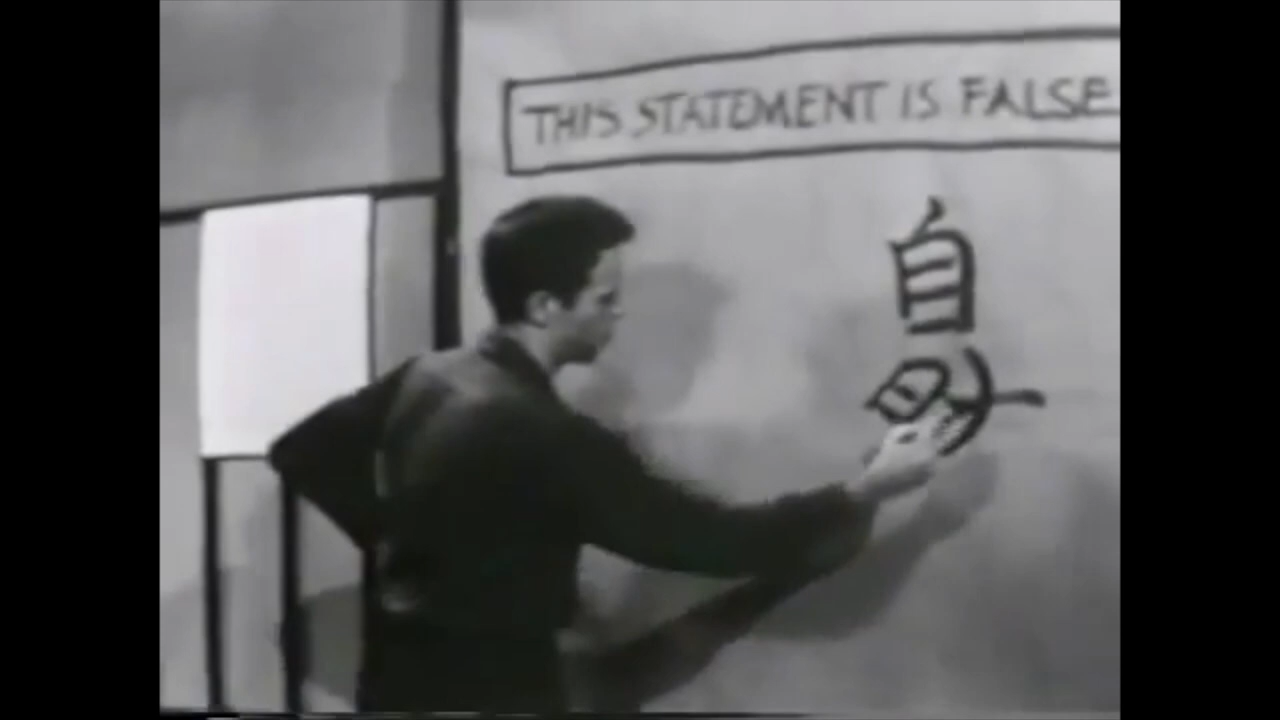 THIS STATEMENT IS FALSE
自